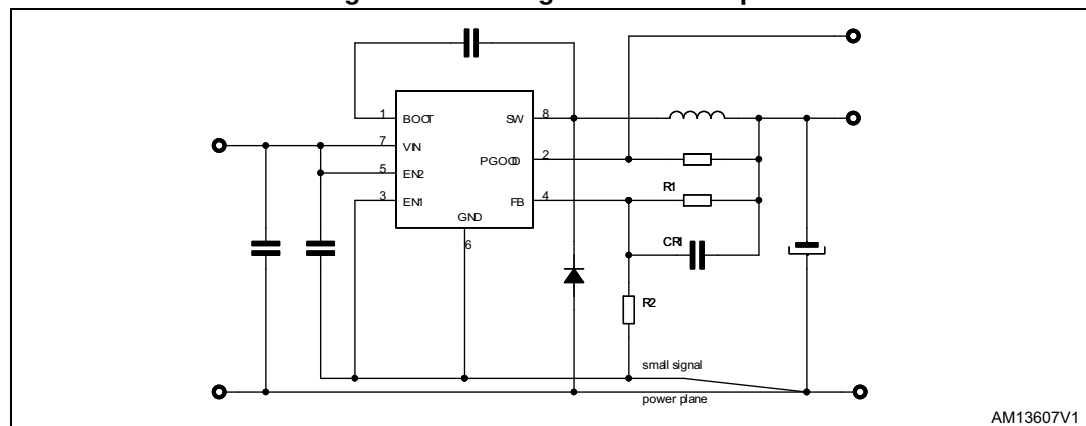 1 BOOT SW 8
7 VIN
PGOOD 2
5 EN2
R1
3 EN1 FB 4
GND
6
CR1
R2
small signal
power plane
AM13607V1